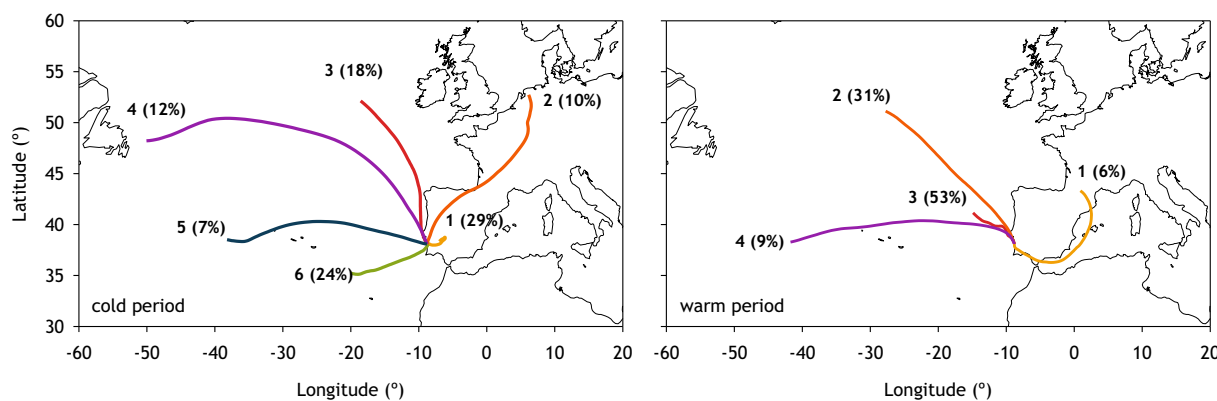 60
55
50
45
40
35
30
Latitude (º)
3 (18%)
2 (10%)
4 (12%)
1 (29%)
5 (7%)
6 (24%)
cold period
-60 -50 -40 -30 -20 -10 0 10 20
Longitude (º)
2 (31%)
1 (6%)
3 (53%)
4 (9%)
warm period
-60 -50 -40 -30 -20 -10 0 10 20
Longitude (º)